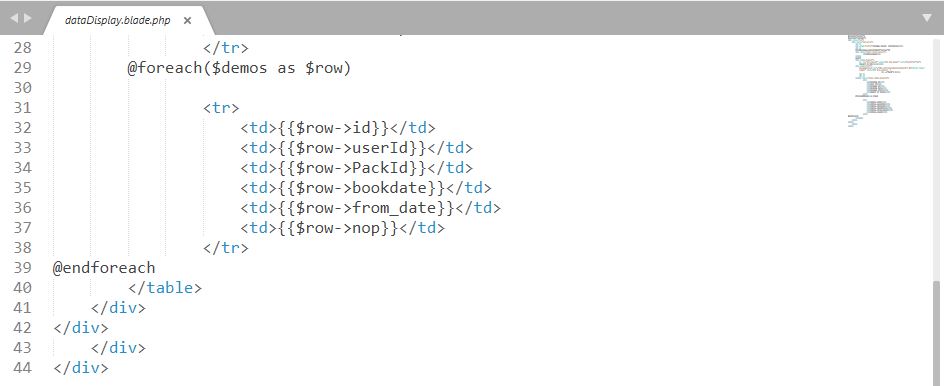 dataDisplay.blade.php ×
28 </tr>
29 @foreach($demos as $row)
30
31 <tr>
32 <td>{{$row->id}}</td>
33 <td>{{$row->userId}}</td>
34 <td>{{$row->PackId}}</td>
35 <td>{{$row->bookdate}}</td>
36 <td>{{$row->from_date}}</td>
37 <td>{{$row->nop}}</td>
38 </tr>
39 @endforeach
40 </table>
41 </div>
42 </div>
43 </div>
44 </div>